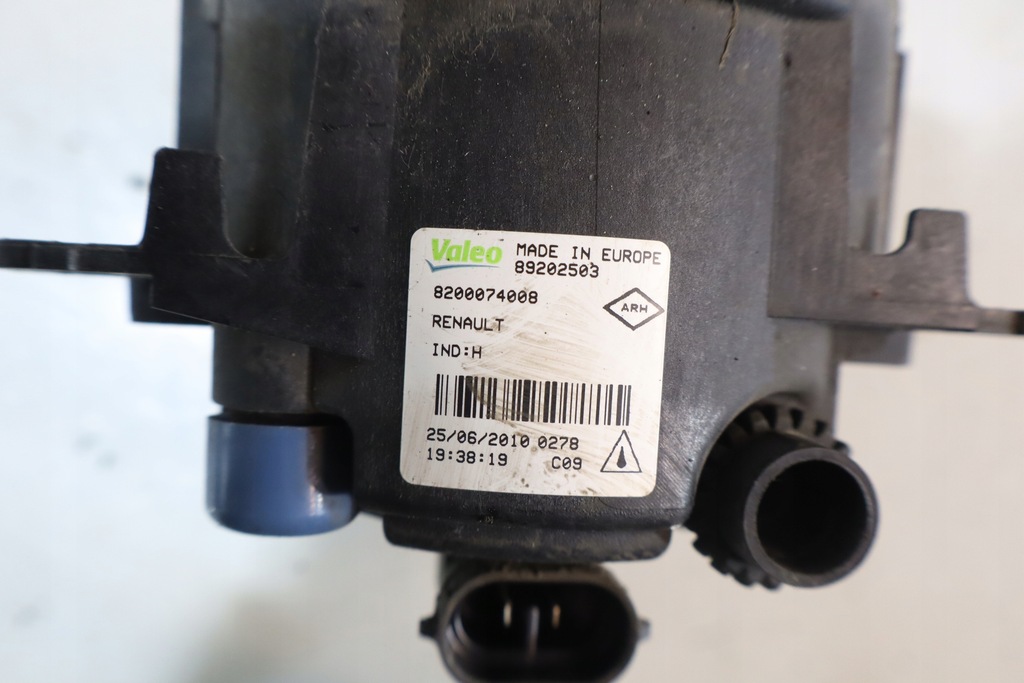 Valeo MADE IN EUROPE
89202503
8200074008
ARH
RENAULT
IND:H
25/06/2010 0278
19:38:19 C09